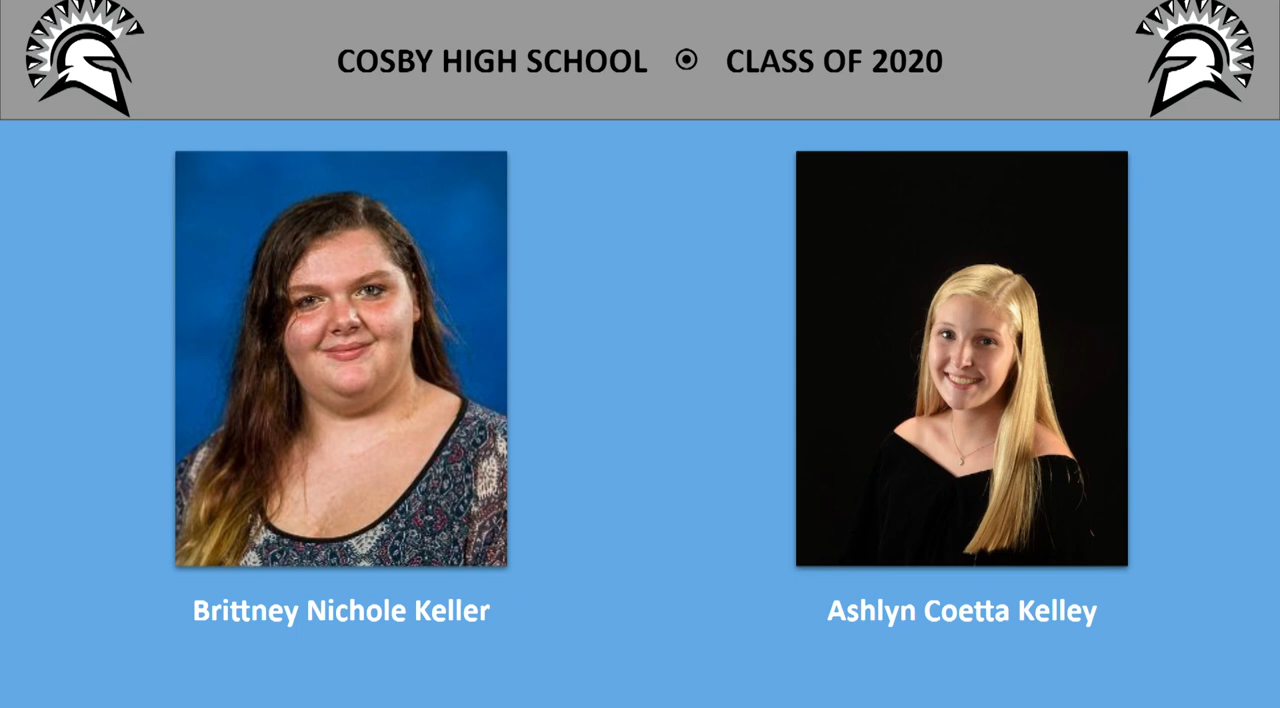 COSBY HIGH SCHOOL ⦿ CLASS OF 2020
Brittney Nichole Keller
Ashlyn Coetta Kelley